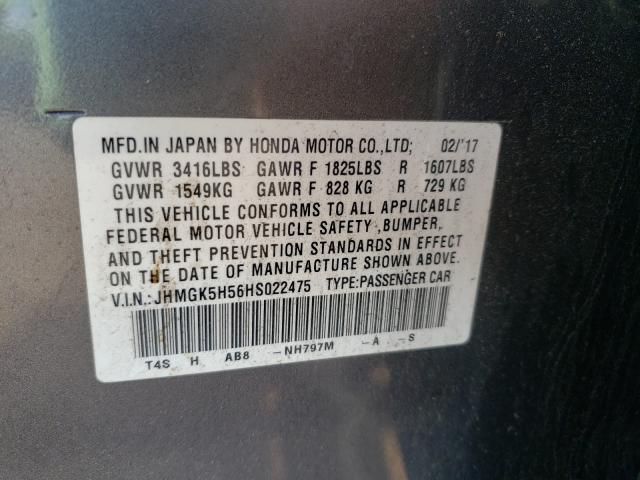 MFD.IN JAPAN BY HONDA MOTOR CO.,LTD; 02/'17
GVWR 3416LBS GAWR F 1825LBS R 1607LBS
GVWR 1549KG GAWR F 828 KG R 729 KG
THIS VEHICLE CONFORMS TO ALL APPLICABLE
FEDERAL MOTOR VEHICLE SAFETY ,BUMPER,
AND THEFT PREVENTION STANDARDS IN EFFECT
ON THE DATE OF MANUFACTURE SHOWN ABOVE.
V.I.N.:JHMGK5H56HS022475 TYPE:PASSENGER CAR
T4S H AB8 -NH797M -A -S